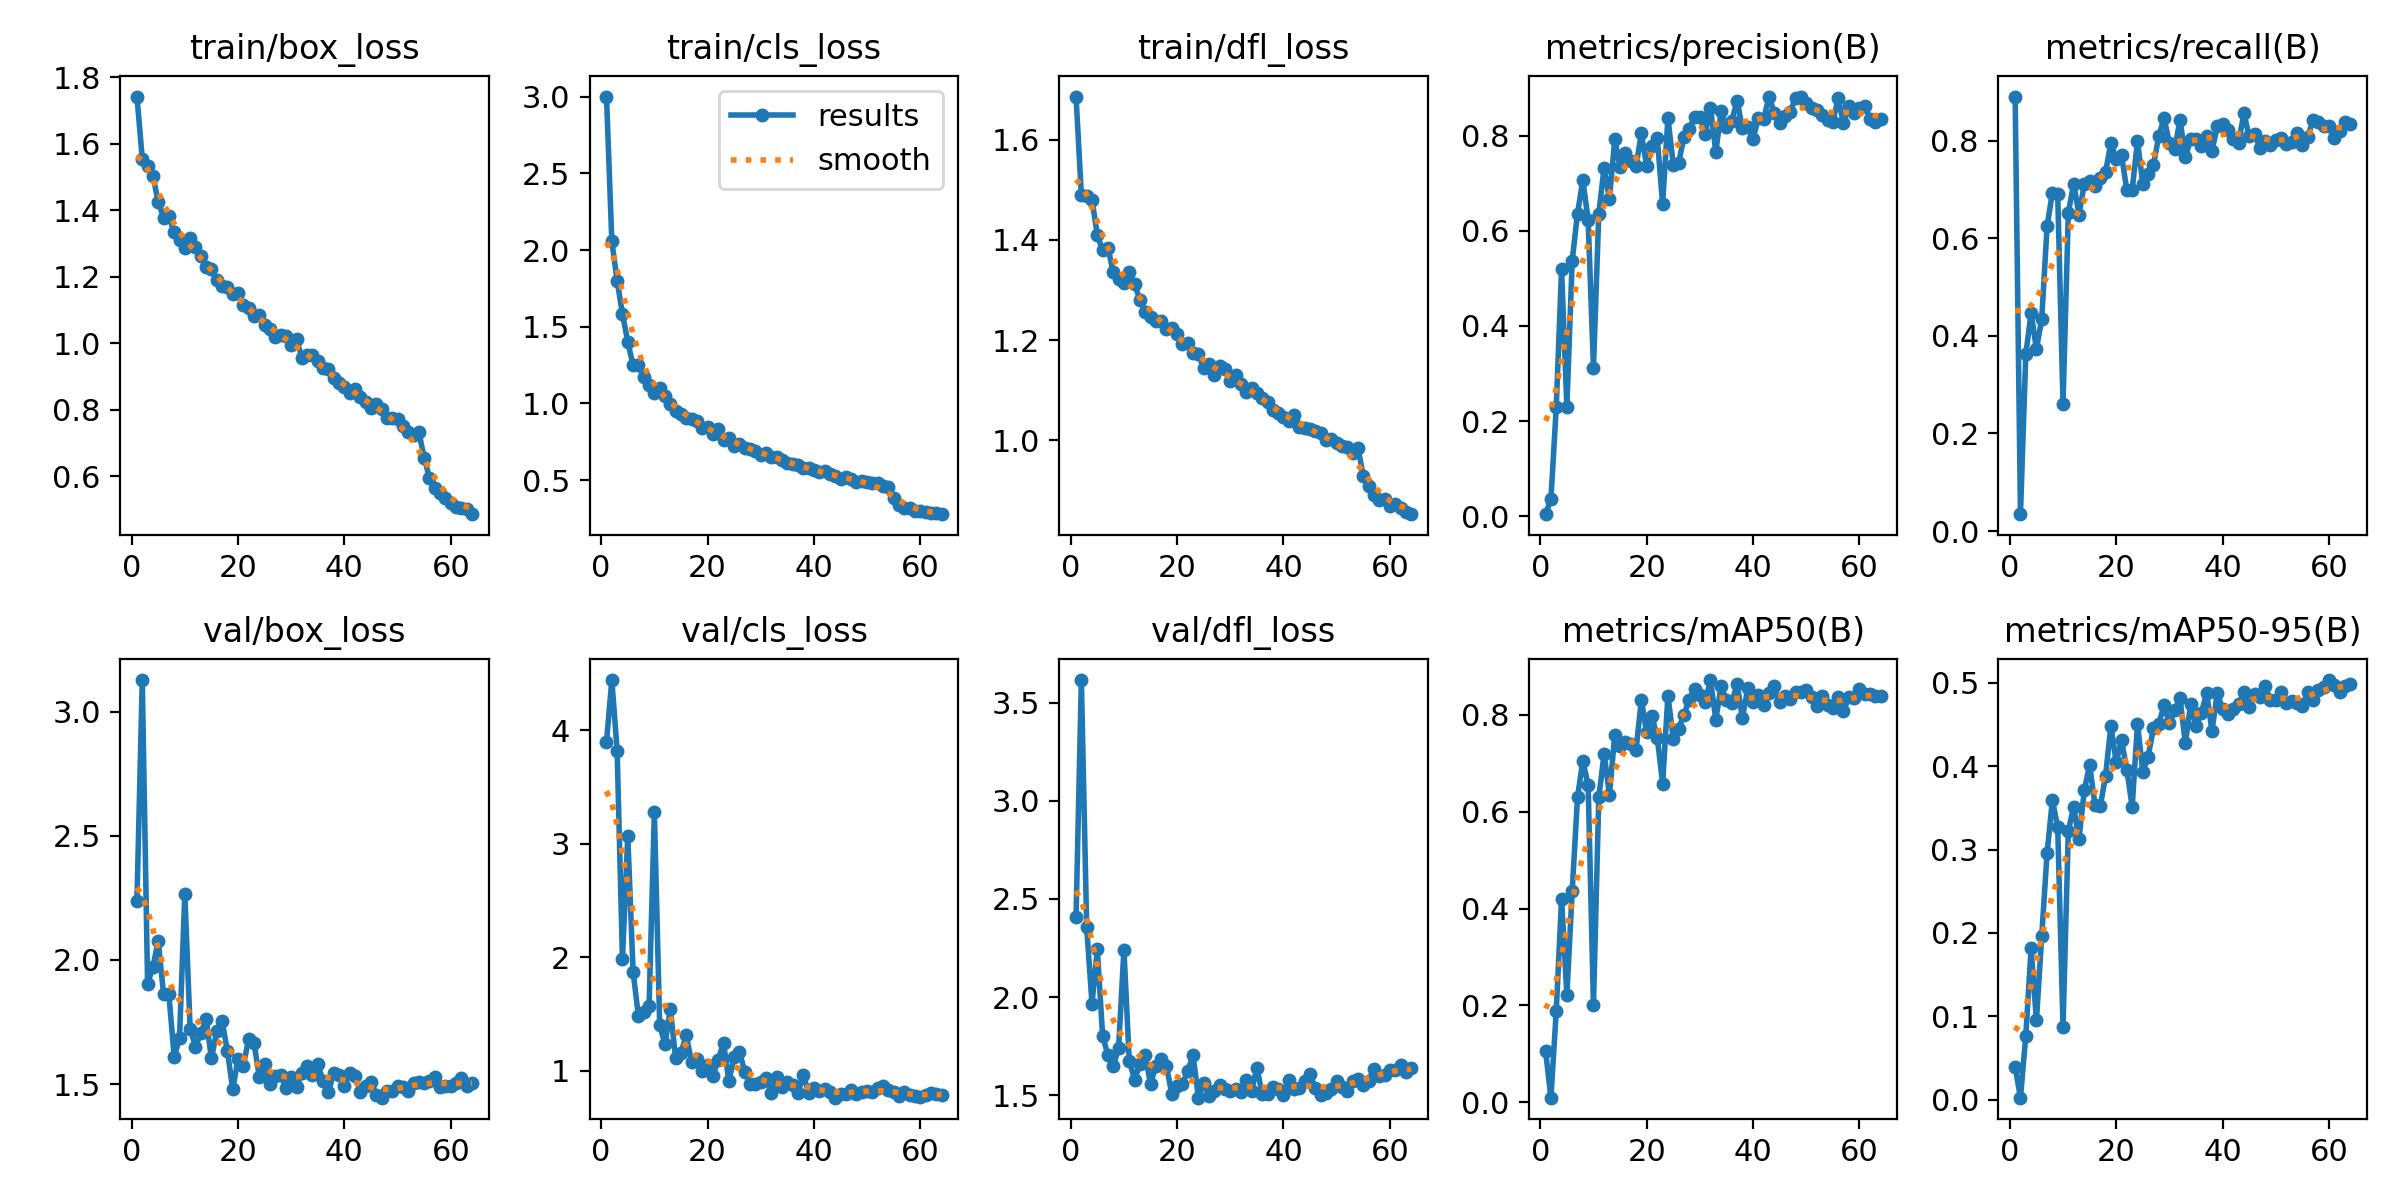 train/box_loss
1.8
1.6
1.4
1.2
1.0
0.8
0.6
0 20 40 60
train/cls_loss
results
smooth
3.0
2.5
2.0
1.5
1.0
0.5
0 20 40 60
train/dfl_loss
1.6
1.4
1.2
1.0
0 20 40 60
metrics/precision(B)
0.8
0.6
0.4
0.2
0.0
0 20 40 60
metrics/recall(B)
0.8
0.6
0.4
0.2
0.0
0 20 40 60
val/box_loss
3.0
2.5
2.0
1.5
0 20 40 60
val/cls_loss
4
3
2
1
0 20 40 60
val/dfl_loss
3.5
3.0
2.5
2.0
1.5
0 20 40 60
metrics/mAP50(B)
0.8
0.6
0.4
0.2
0.0
0 20 40 60
metrics/mAP50-95(B)
0.5
0.4
0.3
0.2
0.1
0.0
0 20 40 60